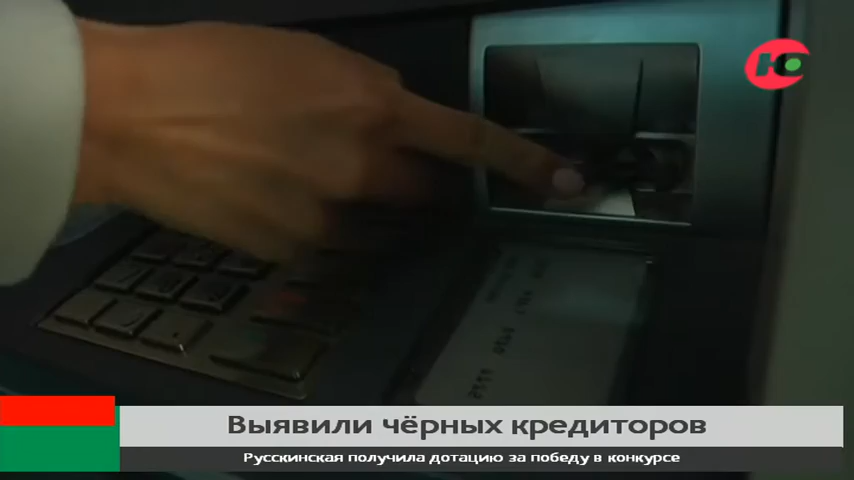 Ю
Выявили чёрных кредиторов
Русскинская получила дотацию за победу в конкурсе